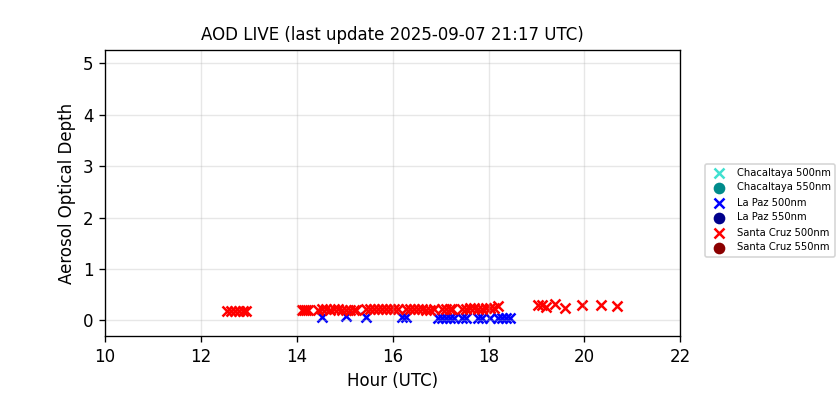 AOD LIVE (last update 2025-09-07 21:17 UTC)
Aerosol Optical Depth
5
4
3
2
1
0
10 12 14 16 18 20 22
Hour (UTC)
Chacaltaya 500nm
Chacaltaya 550nm
La Paz 500nm
La Paz 550nm
Santa Cruz 500nm
Santa Cruz 550nm